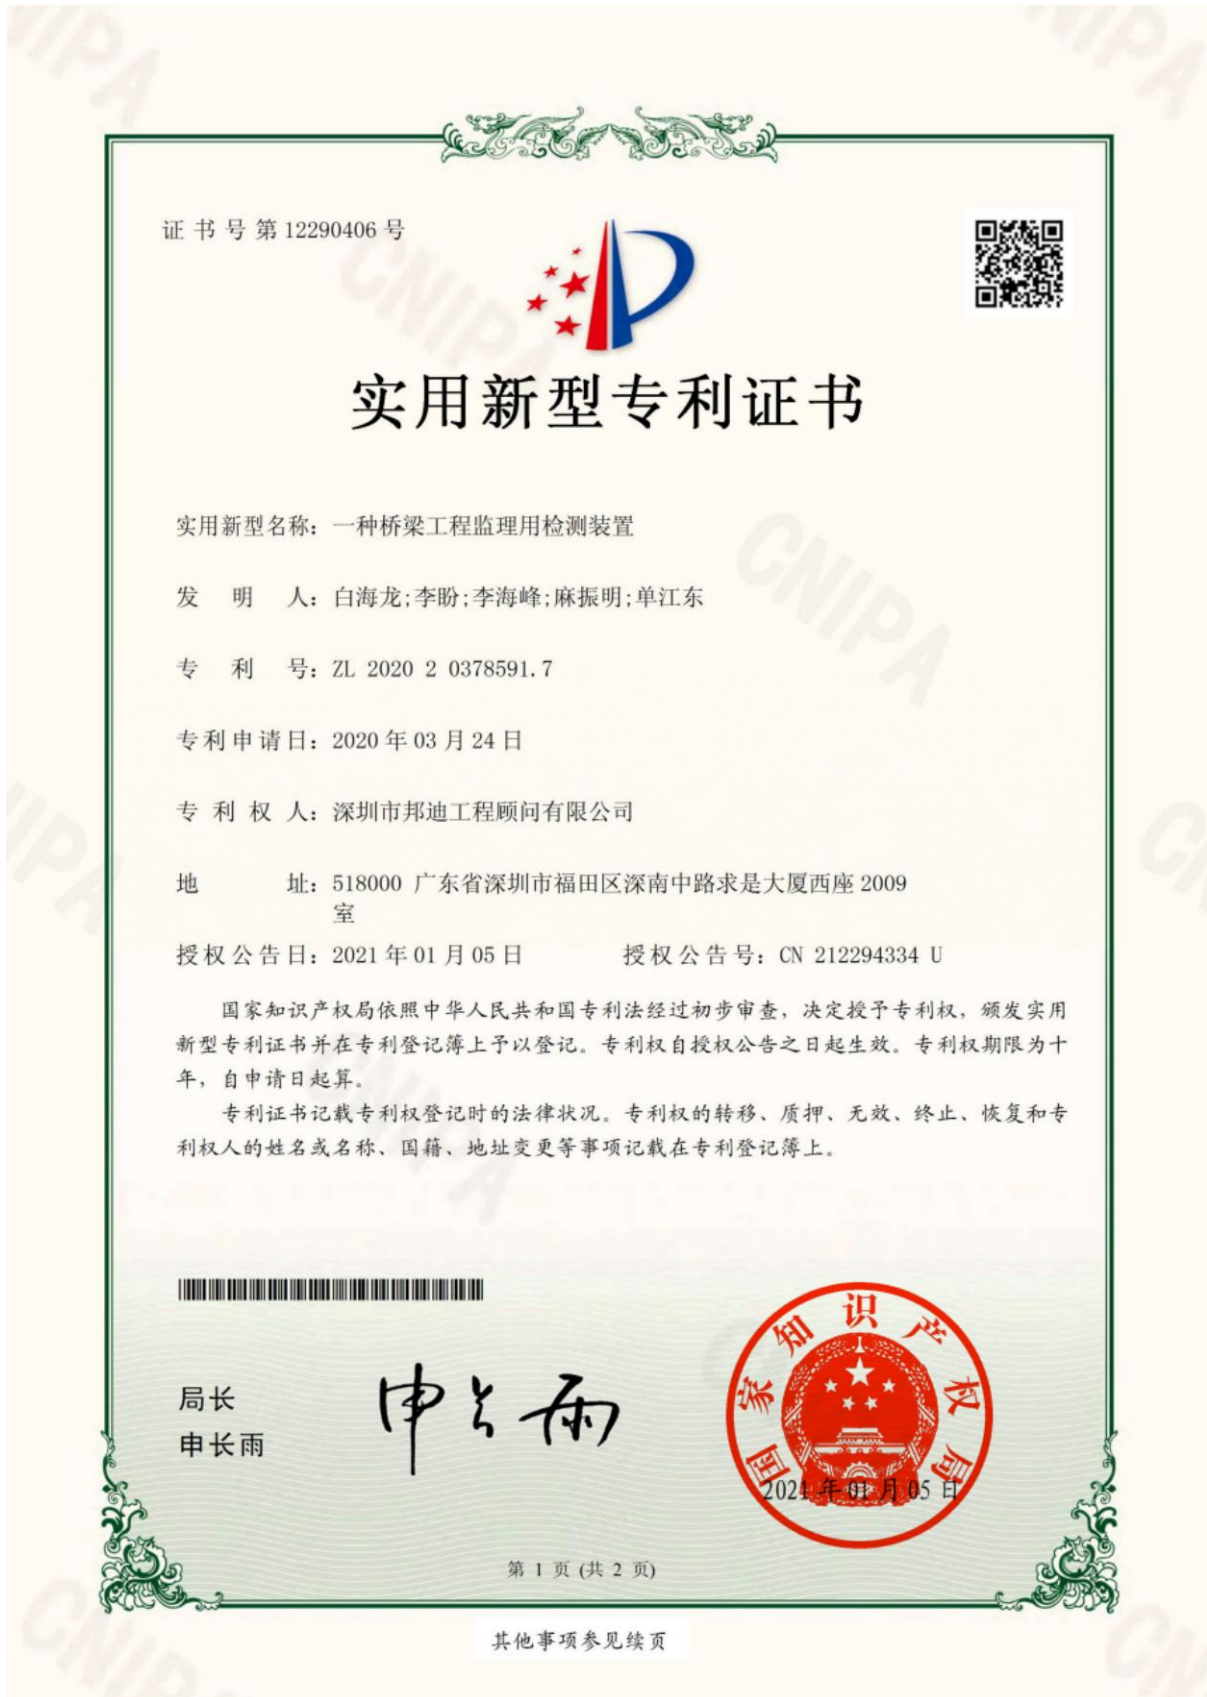 证书号第12290406号
实用新型专利证书
实用新型名称：一种桥梁工程监理用检测装置
发明人：白海龙;李盼;李海峰;麻振明;单江东
专利号：ZL 2020 2 0378591.7
专利申请日：2020年03月24日
专利权人：深圳市邦迪工程顾问有限公司
地址：518000 广东省深圳市福田区深南中路求是大厦西座2009
室
授权公告日：2021年01月05日 授权公告号：CN 212294334 U
国家知识产权局依照中华人民共和国专利法经过初步审查，决定授予专利权，颁发实用
新型专利证书并在专利登记簿上予以登记。专利权自授权公告之日起生效。专利权期限为十
年，自申请日起算。
专利证书记载专利权登记时的法律状况。专利权的转移、质押、无效、终止、恢复和专
利权人的姓名或名称、国籍、地址变更等事项记载在专利登记簿上。
局长
申长雨
申长雨
国家知识产权局
2021年01月05日
第 1 页 (共 2 页)
其他事项参见续页
CNIPA